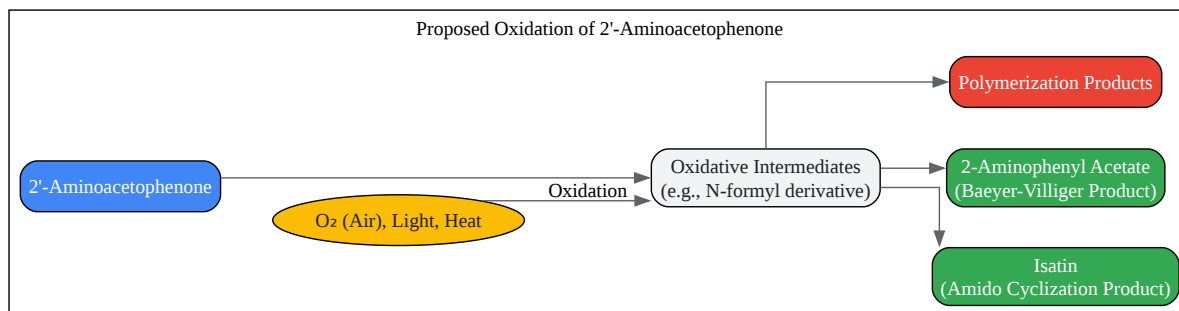 Proposed Oxidation of 2'-Aminoacetophenone
Polymerization Products
2'-Aminoacetophenone
Oxidation
O₂ (Air), Light, Heat
Oxidative Intermediates
(e.g., N-formyl derivative)
2-Aminophenyl Acetate
(Baeyer-Villiger Product)
Isatin
(Amido Cyclization Product)